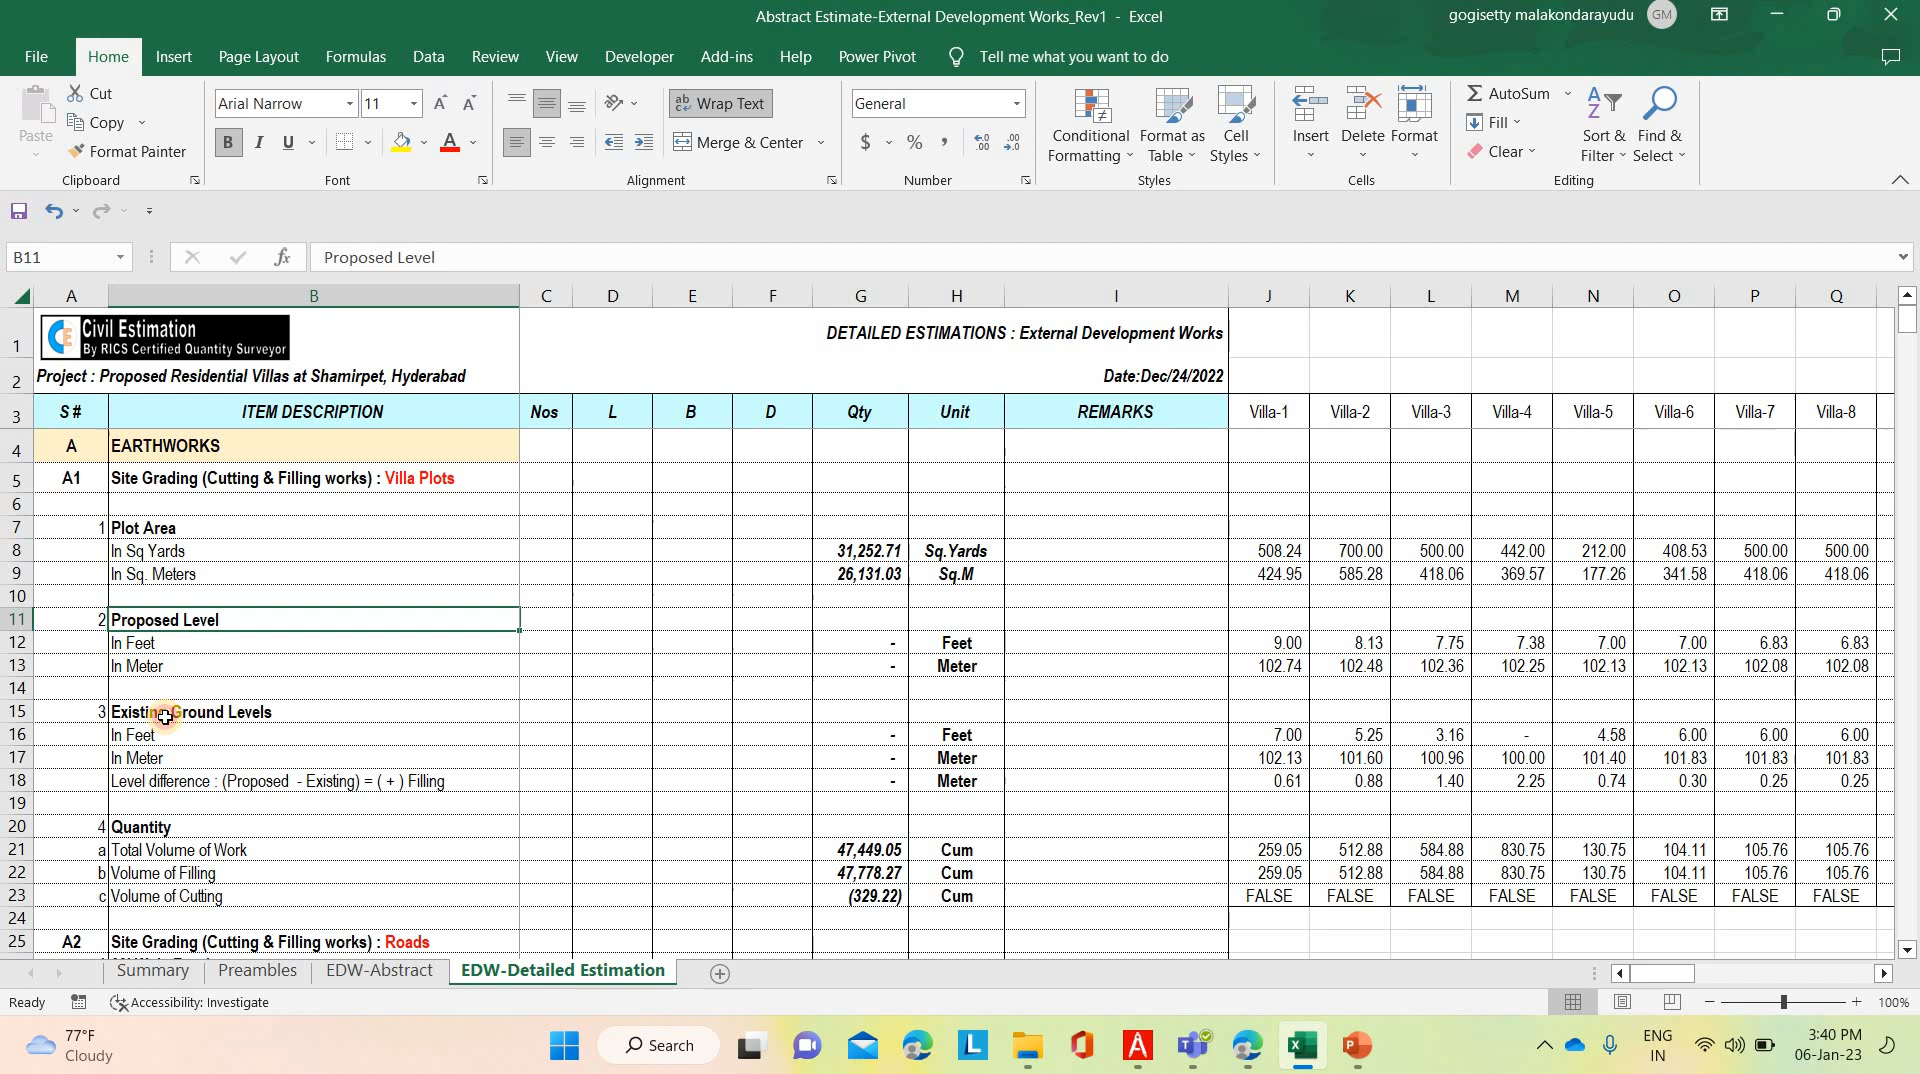 Abstract Estimate-External Development Works_Rev1 - Excel
gogisetty malakondarayudu GM
File Home Insert Page Layout Formulas Data Review View Developer Add-ins Help Power Pivot Tell me what you want to do
Paste Cut Copy Format Painter Clipboard
Arial Narrow 11 B I U A Font
ab Wrap Text Merge & Center Alignment
General $ % , Number
Conditional Formatting Format as Table Cell Styles Styles
Insert Delete Format Cells
AutoSum Fill Clear Sort & Filter Find & Select Editing
B11 fx Proposed Level
A B C D E F G H I J K L M N O P Q
Civil Estimation
By RICS Certified Quantity Surveyor
1 DETAILED ESTIMATIONS : External Development Works
2 Project : Proposed Residential Villas at Shamirpet, Hyderabad Date:Dec/24/2022
3 S # ITEM DESCRIPTION Nos L B D Qty Unit REMARKS Villa-1 Villa-2 Villa-3 Villa-4 Villa-5 Villa-6 Villa-7 Villa-8
4 A EARTHWORKS
5 A1 Site Grading (Cutting & Filling works) : Villa Plots
6
7 1 Plot Area
8 In Sq Yards 31,252.71 Sq.Yards 508.24 700.00 500.00 442.00 212.00 408.53 500.00 500.00
9 In Sq. Meters 26,131.03 Sq.M 424.95 585.28 418.06 369.57 177.26 341.58 418.06 418.06
10
11 2 Proposed Level
12 In Feet - Feet 9.00 8.13 7.75 7.38 7.00 7.00 6.83 6.83
13 In Meter - Meter 102.74 102.48 102.36 102.25 102.13 102.13 102.08 102.08
14
15 3 Existing Ground Levels
16 In Feet - Feet 7.00 5.25 3.16 - 4.58 6.00 6.00 6.00
17 In Meter - Meter 102.13 101.60 100.96 100.00 101.40 101.83 101.83 101.83
18 Level difference : (Proposed - Existing) = ( + ) Filling - Meter 0.61 0.88 1.40 2.25 0.74 0.30 0.25 0.25
19
20 4 Quantity
21 a Total Volume of Work 47,449.05 Cum 259.05 512.88 584.88 830.75 130.75 104.11 105.76 105.76
22 b Volume of Filling 47,778.27 Cum 259.05 512.88 584.88 830.75 130.75 104.11 105.76 105.76
23 c Volume of Cutting (329.22) Cum FALSE FALSE FALSE FALSE FALSE FALSE FALSE FALSE
24
25 A2 Site Grading (Cutting & Filling works) : Roads
Summary Preambles EDW-Abstract EDW-Detailed Estimation
Ready Accessibility: Investigate 100%
77°F
Cloudy
Search
ENG
IN
3:40 PM
06-Jan-23